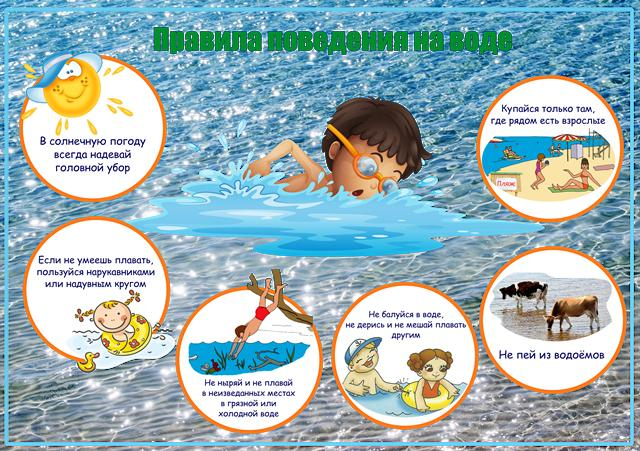 Правила поведения на воде
В солнечную погоду
всегда надевай
головной убор
Купайся только там,
где рядом есть взрослые
Пляж
Если не умеешь плавать,
пользуйся нарукавниками
или надувным кругом
Не ныряй и не плавай
в неизведанных местах
в грязной или
холодной воде
Не балуйся в воде,
не дерись и не мешай плавать
другим
Не пей из водоёмов